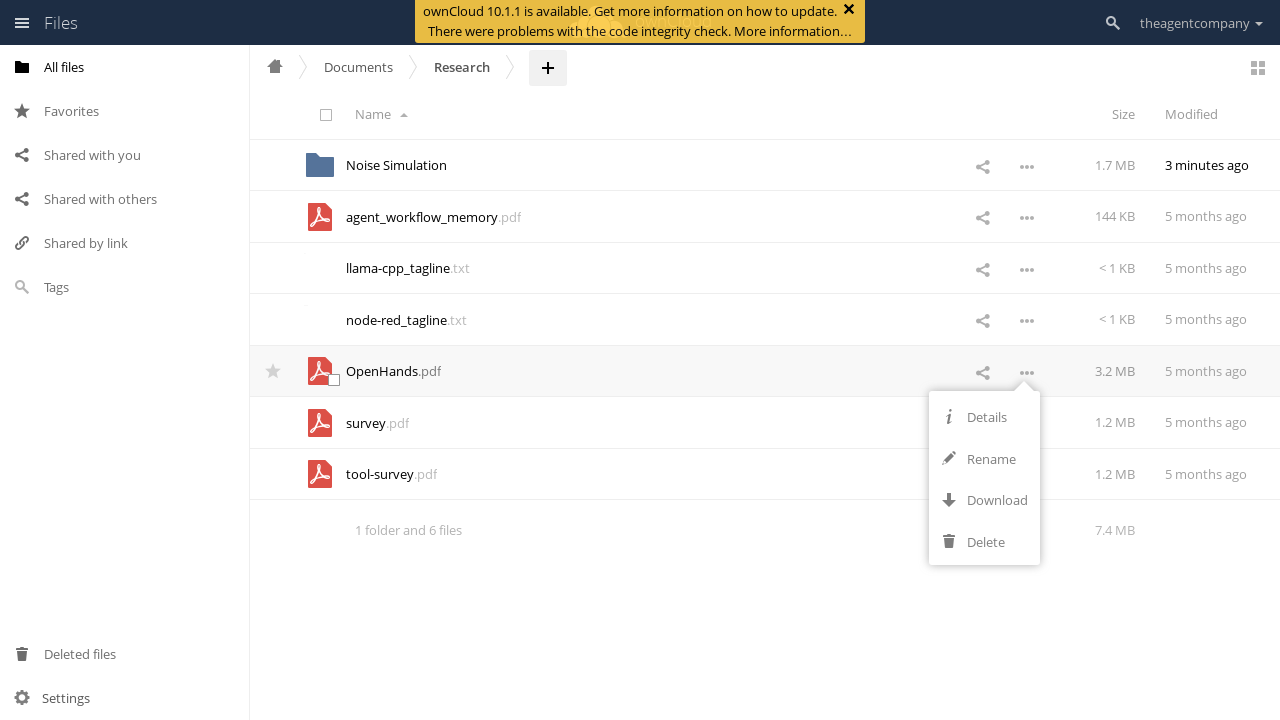 Files
ownCloud 10.1.1 is available. Get more information on how to update.
There were problems with the code integrity check. More information…
theagentcompany
All files
Favorites
Shared with you
Shared with others
Shared by link
Tags
Deleted files
Settings
Documents
Research
Name
Size
Modified
Noise Simulation
1.7 MB
3 minutes ago
agent_workflow_memory.pdf
144 KB
5 months ago
llama-cpp_tagline.txt
< 1 KB
5 months ago
node-red_tagline.txt
< 1 KB
5 months ago
OpenHands.pdf
3.2 MB
5 months ago
survey.pdf
1.2 MB
5 months ago
tool-survey.pdf
1.2 MB
5 months ago
Details
Rename
Download
Delete
1 folder and 6 files
7.4 MB